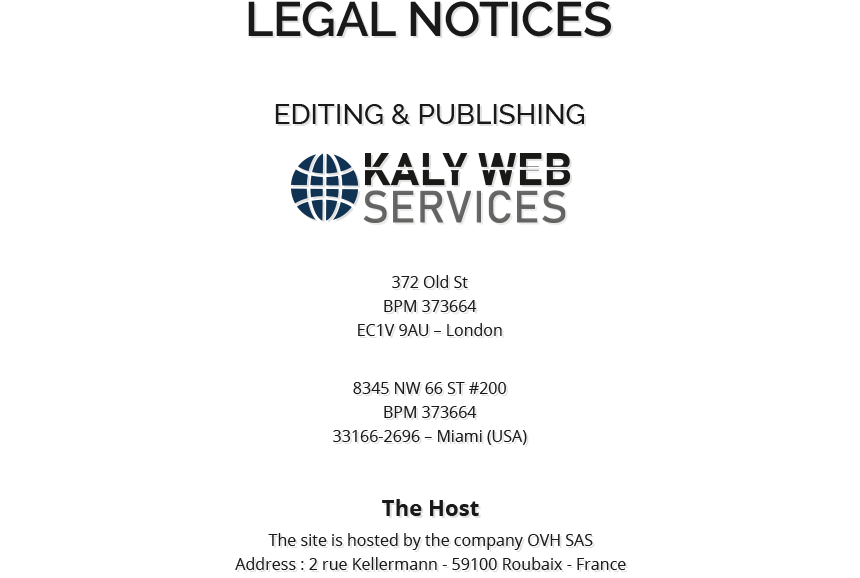 LEGAL NOTICES
EDITING & PUBLISHING
KALY WEB
SERVICES
372 Old St
BPM 373664
EC1V 9AU – London
8345 NW 66 ST #200
BPM 373664
33166-2696 – Miami (USA)
The Host
The site is hosted by the company OVH SAS
Address : 2 rue Kellermann - 59100 Roubaix - France